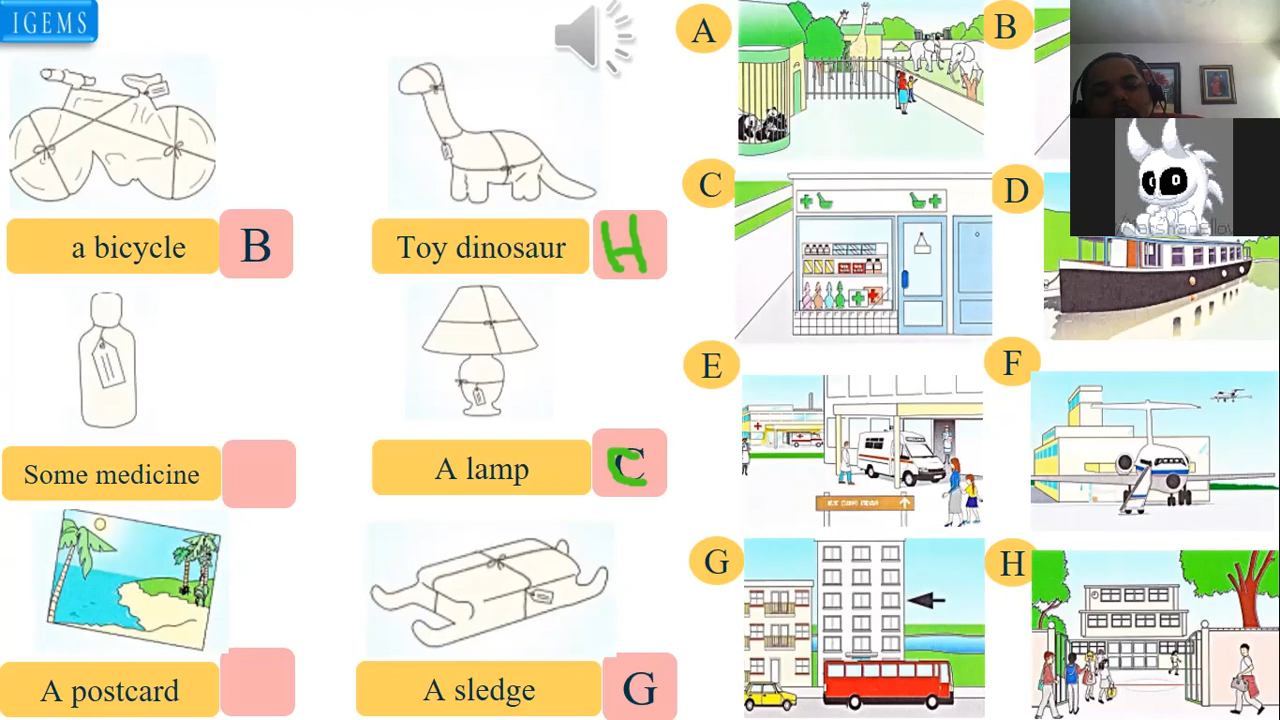 IGEMS
A
B
a bicycle
B
Toy dinosaur
H
C
D
Some medicine
A lamp
C
E
F
A postcard
A sledge
G
G
H